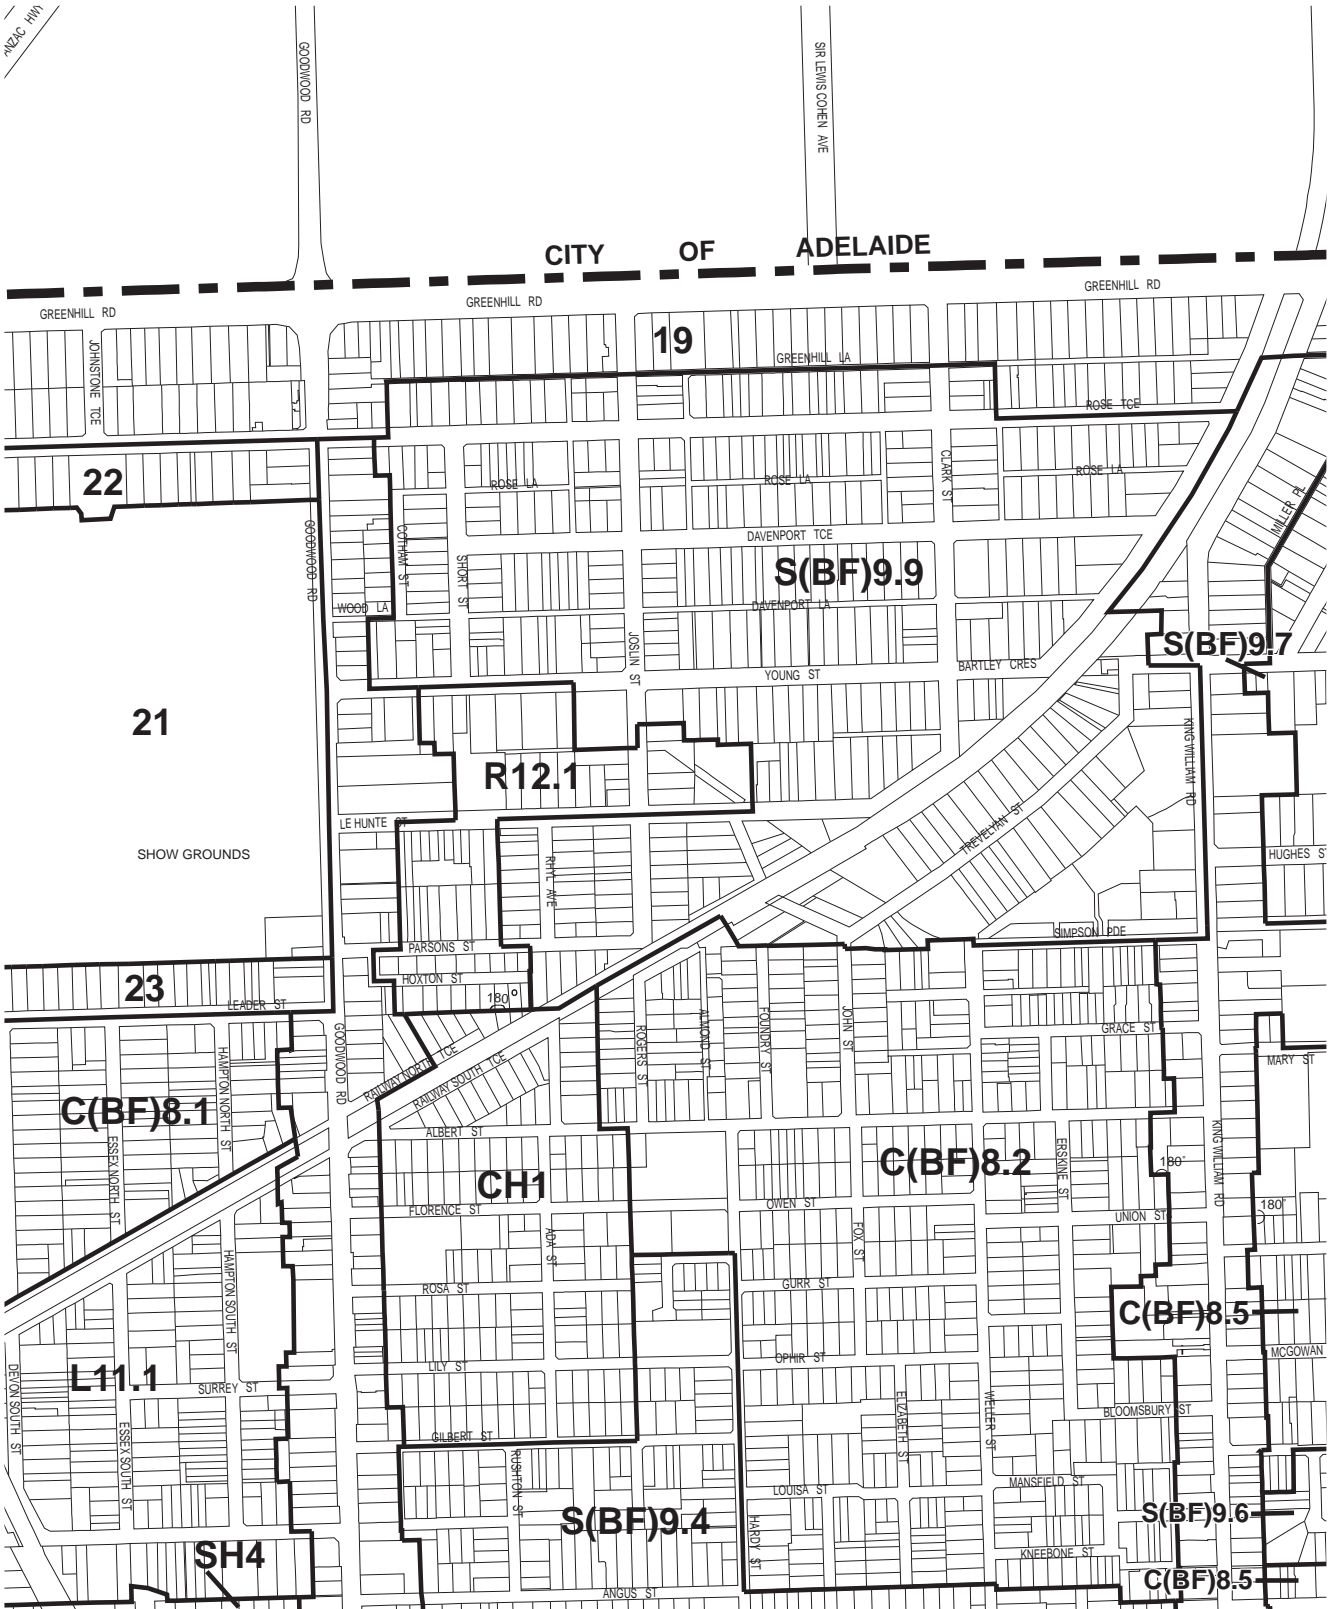 ANZAC HWY
GOODWOOD RD
SIR LEWIS COHEN AVE
CITY OF ADELAIDE
GREENHILL RD
GREENHILL RD
GREENHILL RD
19
JOHNSTONE TCE
GREENHILL LA
ROSE TCE
22
ROSE LA
ROSE LA
CLARK ST
ROSE LA
MILLER PL
GOODWOOD RD
COTHAM ST
SHORT ST
DAVENPORT TCE
S(BF)9.9
WOOD LA
DAVENPORT LA
JOSLIN ST
YOUNG ST
BARTLEY CRES
S(BF)9.7
21
R12.1
KING WILLIAM RD
LE HUNTE ST
TREVELYAN ST
SHOW GROUNDS
RHYL AVE
HUGHES ST
PARSONS ST
SIMPSON PDE
HOXTON ST
23
LEADER ST
180°
GOODWOOD RD
ROGERS ST
ALMOND ST
FOUNDRY ST
JOHN ST
GRACE ST
HAMPTON NORTH ST
RAILWAY NORTH TCE
RAILWAY SOUTH TCE
MARY ST
C(BF)8.1
ESSEX NORTH ST
ALBERT ST
C(BF)8.2
ERSKINE ST
180°
KING WILLIAM RD
CH1
FLORENCE ST
OWEN ST
UNION ST
180°
HAMPTON SOUTH ST
ADA ST
FOX ST
ROSA ST
GURR ST
C(BF)8.5
L11.1
LILY ST
OPHIR ST
MCGOWAN
DEVON SOUTH ST
SURREY ST
ELIZABETH ST
WELLER ST
BLOOMSBURY ST
ESSEX SOUTH ST
GILBERT ST
RUSHTON ST
LOUISA ST
MANSFIELD ST
S(BF)9.4
HARDY ST
S(BF)9.6
SH4
KNEEBONE ST
C(BF)8.5
ANGUS ST